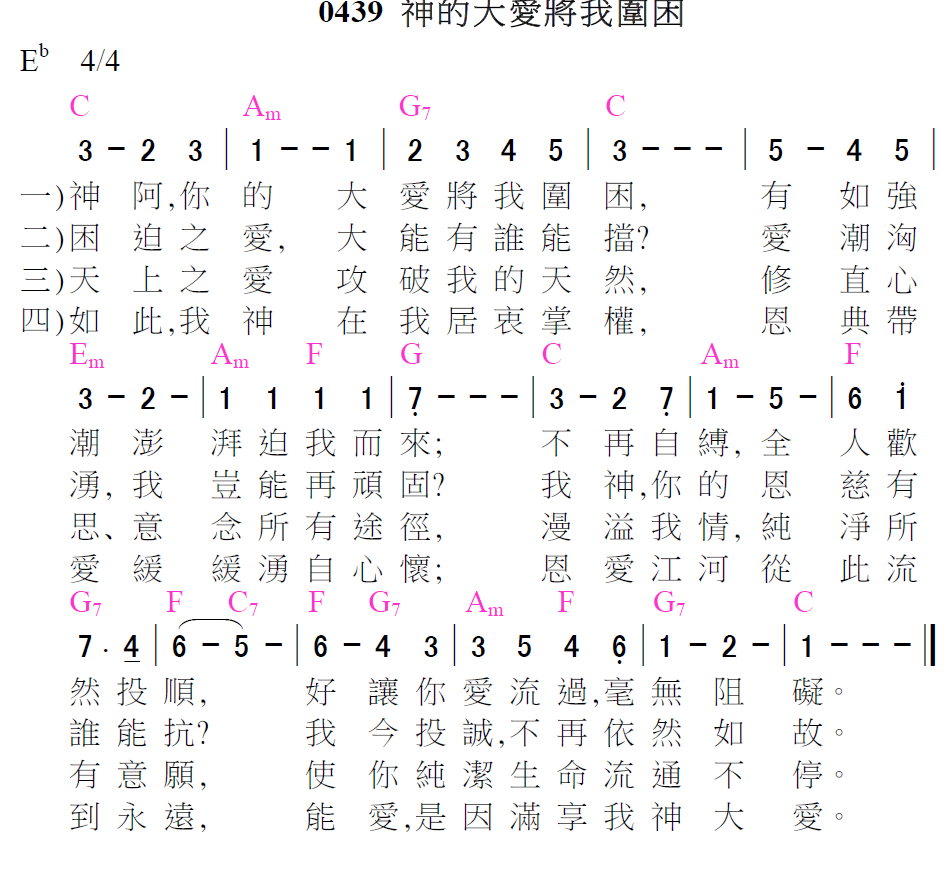 0439 神的大愛將我圍困
E♭ 4/4
C Am G7 C
3 − 2 3 | 1 − − 1 | 2 3 4 5 | 3 − − − | 5 − 4 5 |
一)神阿,你的大愛將我圍困,有如強
二)困迫之愛,大能有誰能擋?愛潮洶
三)天上之愛攻破我的天然,修直心
四)如此,我神在我居衷掌權,恩典帶
Em Am F G C Am F
3 − 2 − | 1 1 1 1 | 7̣ − − − | 3 − 2 7̣ | 1 − 5 − | 6 1̇
潮澎湃迫我而來;不再自縛,全人歡
湧,我豈能再頑固?我神,你的恩慈有
思、意念所有途徑,漫溢我情,純淨所
愛緩緩湧自心懷;恩愛江河從此流
G7 F C7 F G7 Am F G7 C
7 . 4̲ | 6 − 5 − | 6 − 4 3 | 3 5 4 6̣ | 1 − 2 − | 1 − − − ||
然投順,好讓你愛流過,毫無阻礙。
誰能抗?我今投誠,不再依然如故。
有意願,使你純潔生命流通不停。
到永遠,能愛,是因滿享我神大愛。